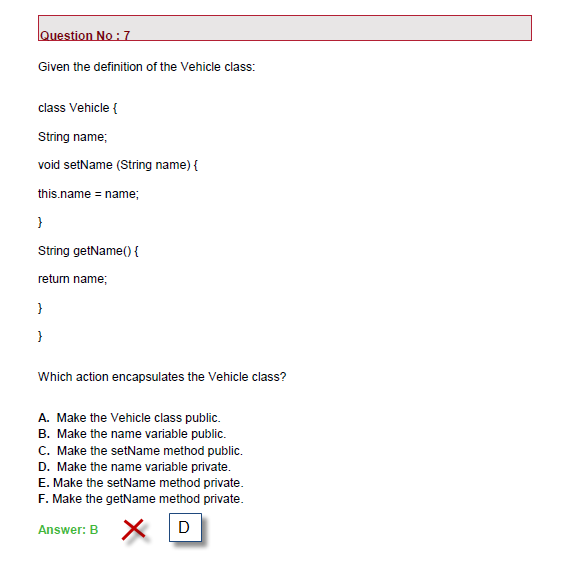 Question No : 7
Given the definition of the Vehicle class:
class Vehicle {
String name;
void setName (String name) {
this.name = name;
}
String getName() {
return name;
}
}
Which action encapsulates the Vehicle class?
A. Make the Vehicle class public.
B. Make the name variable public.
C. Make the setName method public.
D. Make the name variable private.
E. Make the setName method private.
F. Make the getName method private.
Answer: B D